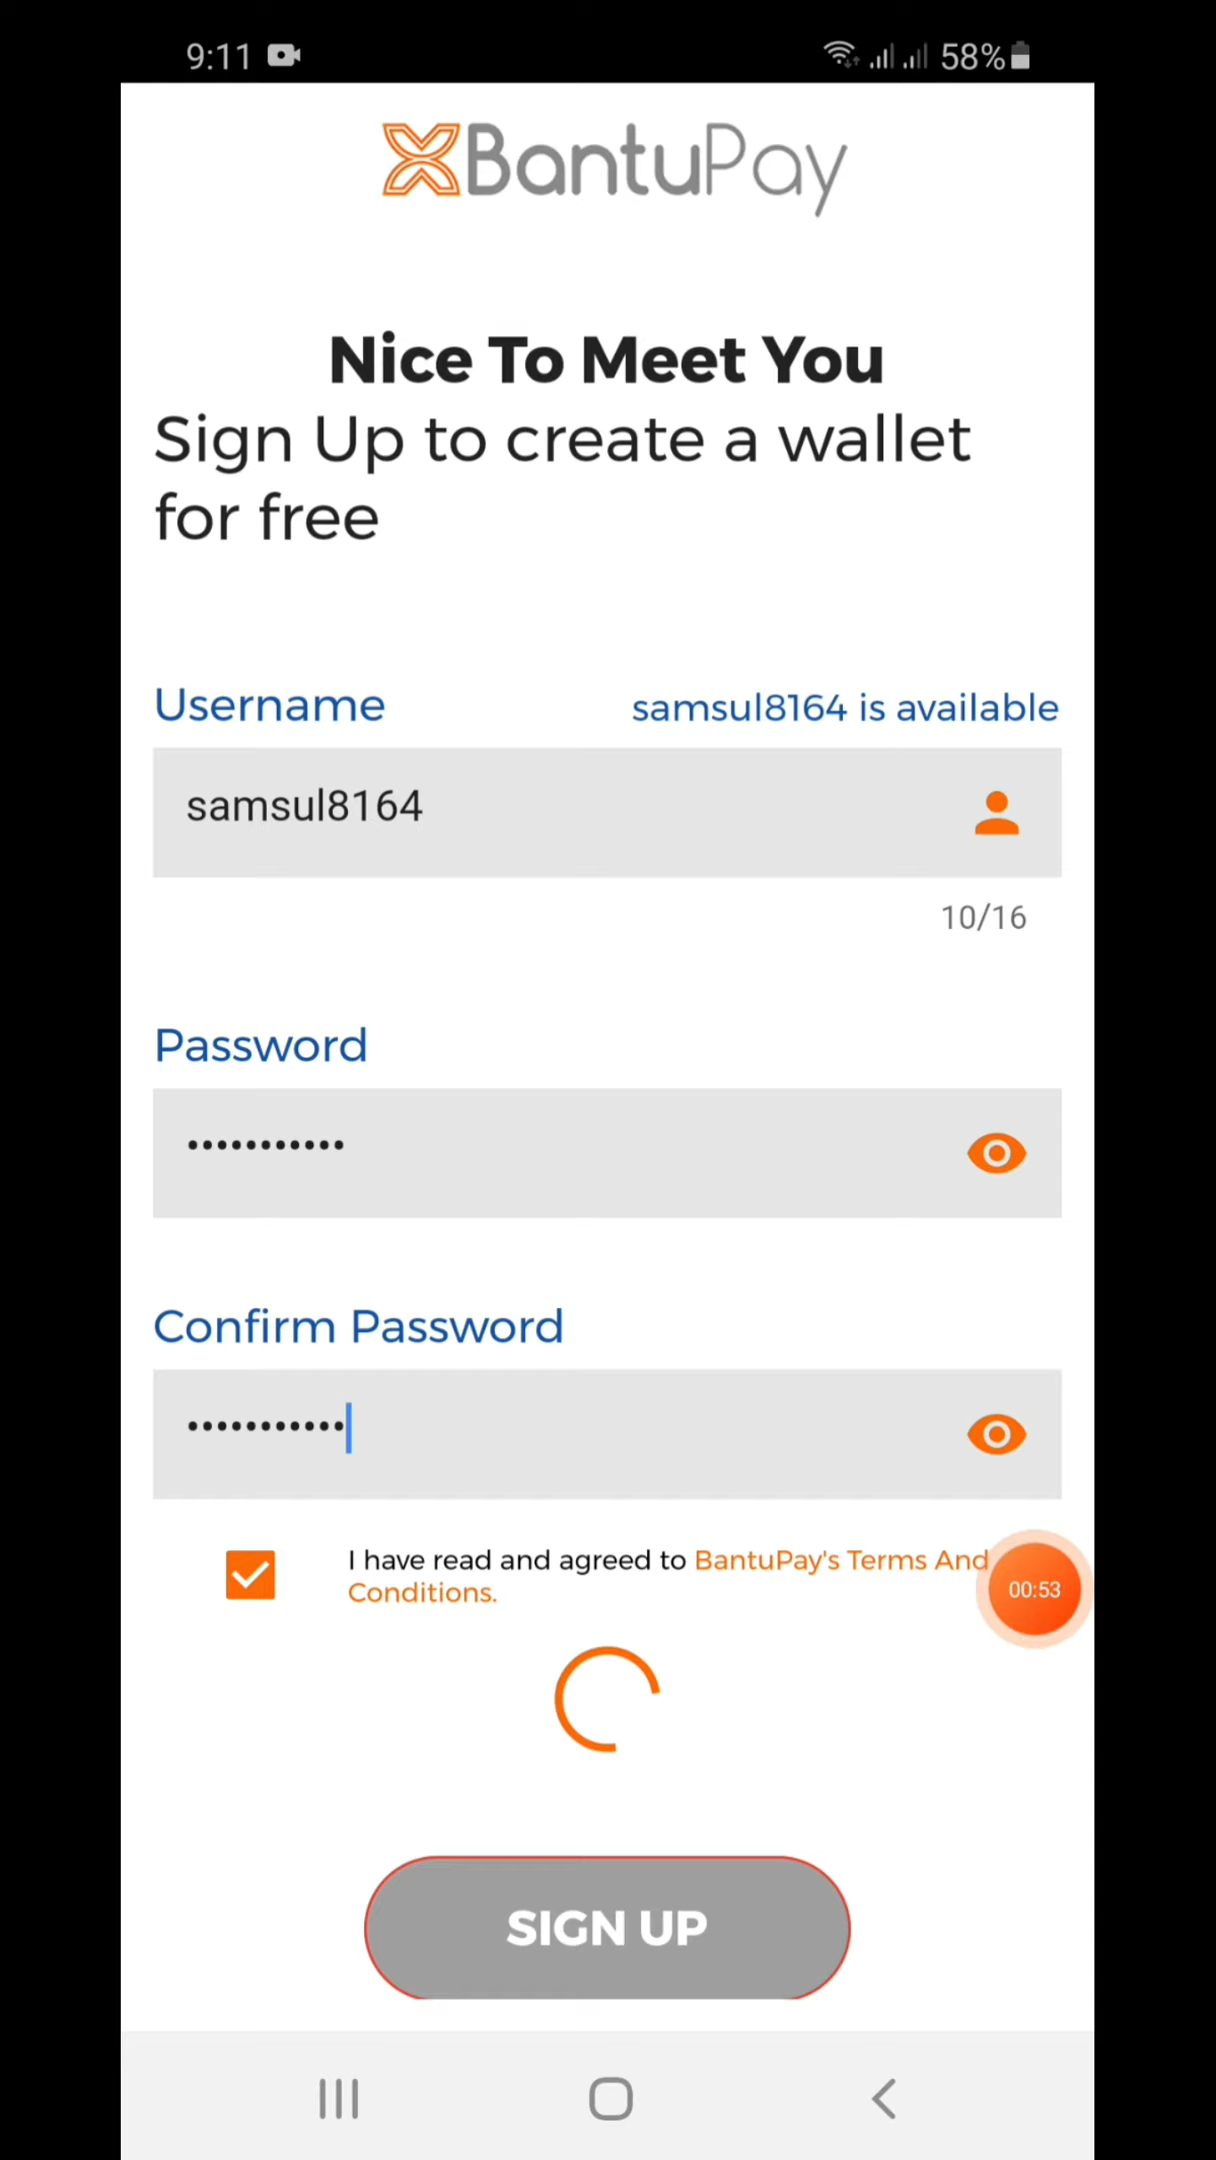 9:11 58%
BantuPay
Nice To Meet You
Sign Up to create a wallet
for free
Username samsul8164 is available
samsul8164
10/16
Password
•••••••••••
Confirm Password
•••••••••••
I have read and agreed to BantuPay's Terms And
Conditions.
00:53
SIGN UP